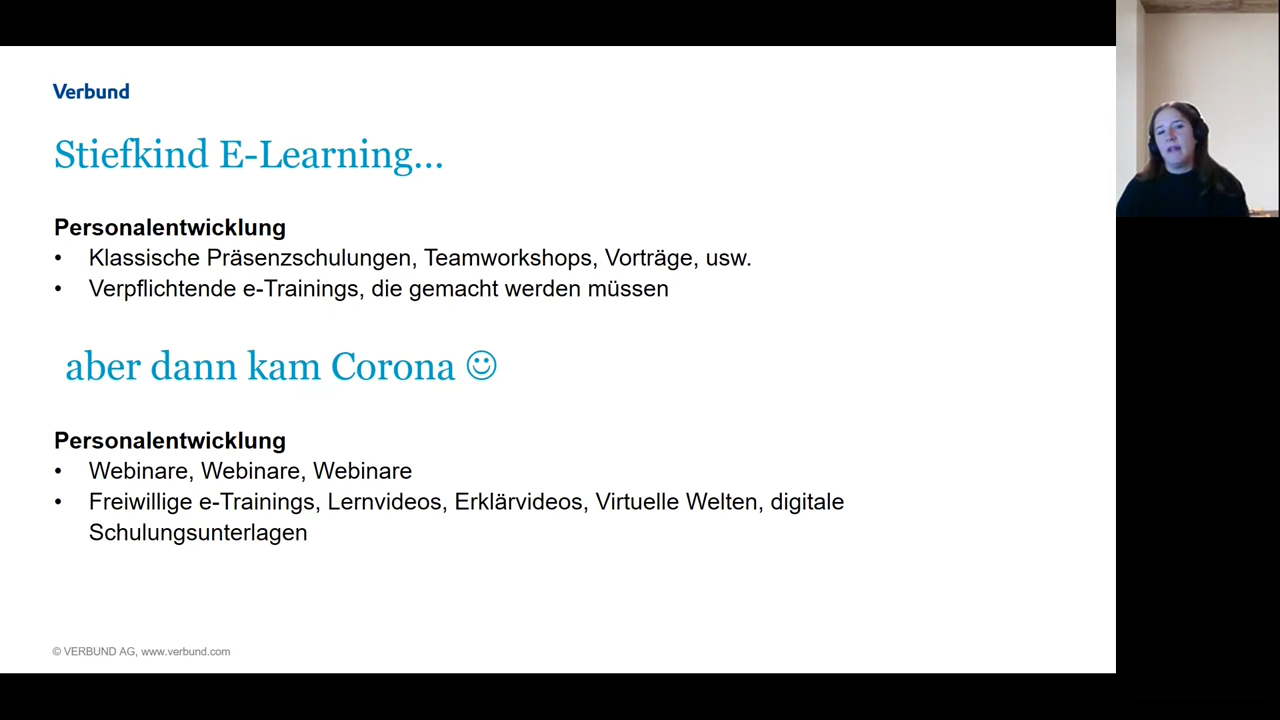 Verbund
Stiefkind E-Learning...
Personalentwicklung
• Klassische Präsenzschulungen, Teamworkshops, Vorträge, usw.
• Verpflichtende e-Trainings, die gemacht werden müssen
aber dann kam Corona ☺
Personalentwicklung
• Webinare, Webinare, Webinare
• Freiwillige e-Trainings, Lernvideos, Erklärvideos, Virtuelle Welten, digitale
Schulungsunterlagen
© VERBUND AG, www.verbund.com